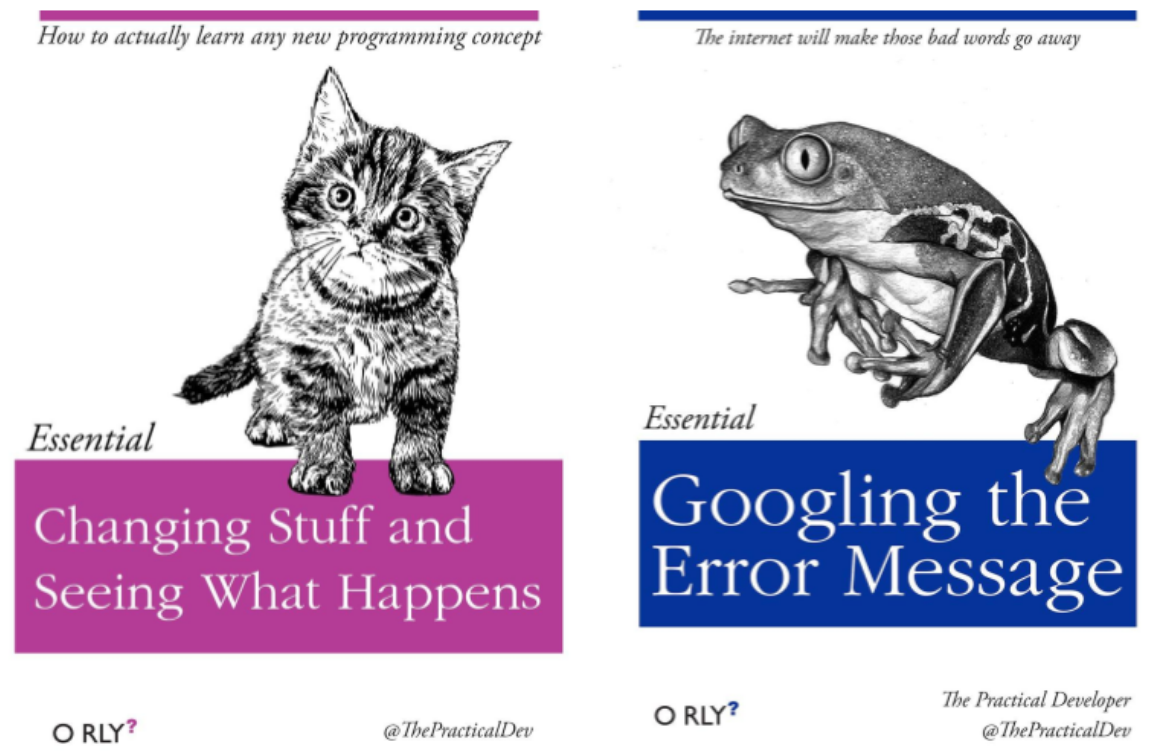 How to actually learn any new programming concept
Essential
Changing Stuff and
Seeing What Happens
O RLY?
@ThePracticalDev
The internet will make those bad words go away
Essential
Googling the
Error Message
O RLY?
The Practical Developer
@ThePracticalDev